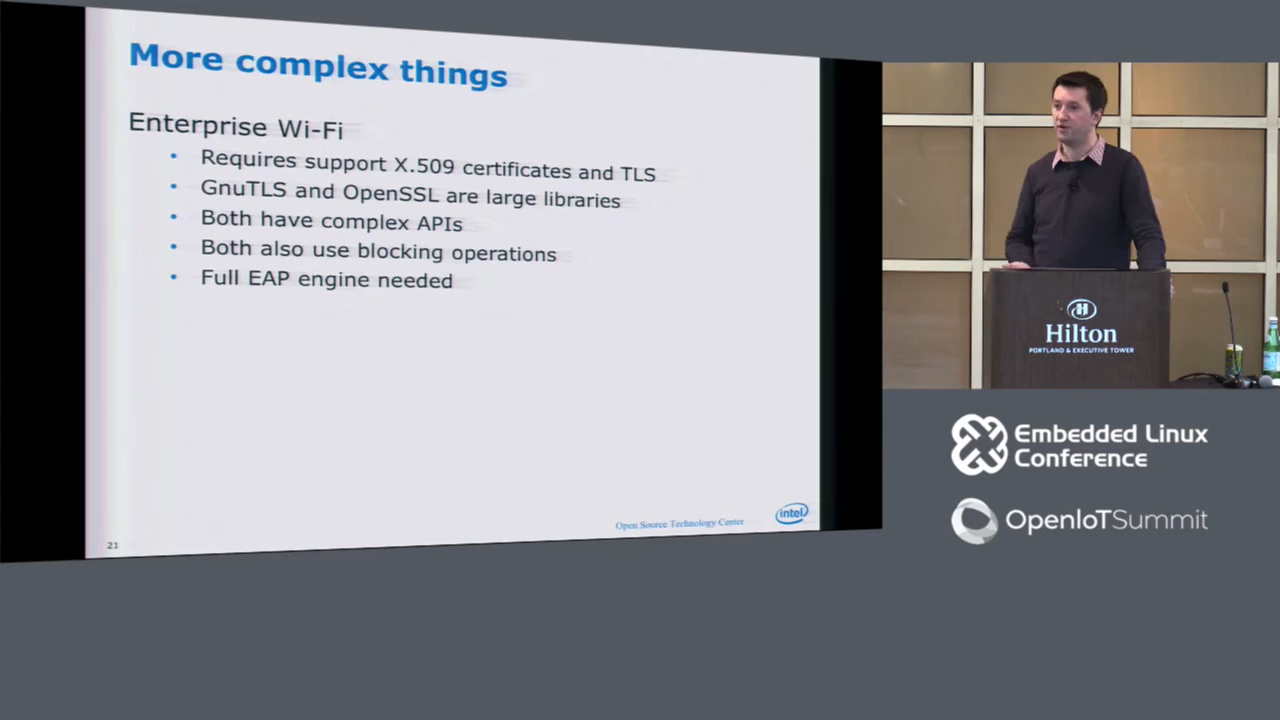 More complex things
Enterprise Wi-Fi
• Requires support X.509 certificates and TLS
• GnuTLS and OpenSSL are large libraries
• Both have complex APIs
• Both also use blocking operations
• Full EAP engine needed
Open Source Technology Center
intel
21
H
Hilton
PORTLAND & EXECUTIVE TOWER
Embedded Linux
Conference
OpenIoTSummit